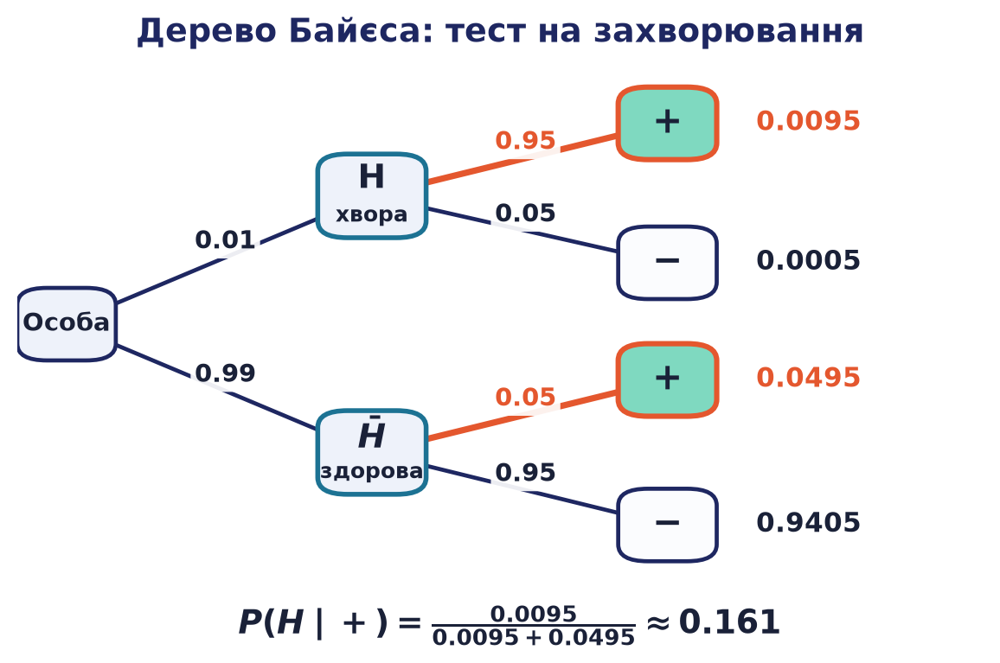 Дерево Байєса: тест на захворювання
+
0.0095
0.95
H
хвора
0.05
0.01
−
0.0005
Особа
0.99
+
0.0495
0.05
H̄
здорова
0.95
−
0.9405
P(H | +) = 0.0095 / 0.0095 + 0.0495 ≈ 0.161